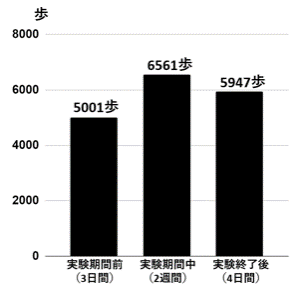 歩
8000
6561歩
5947歩
6000
5001歩
4000
2000
0
実験期間前
（3日間）
実験期間中
（2週間）
実験終了後
（4日間）